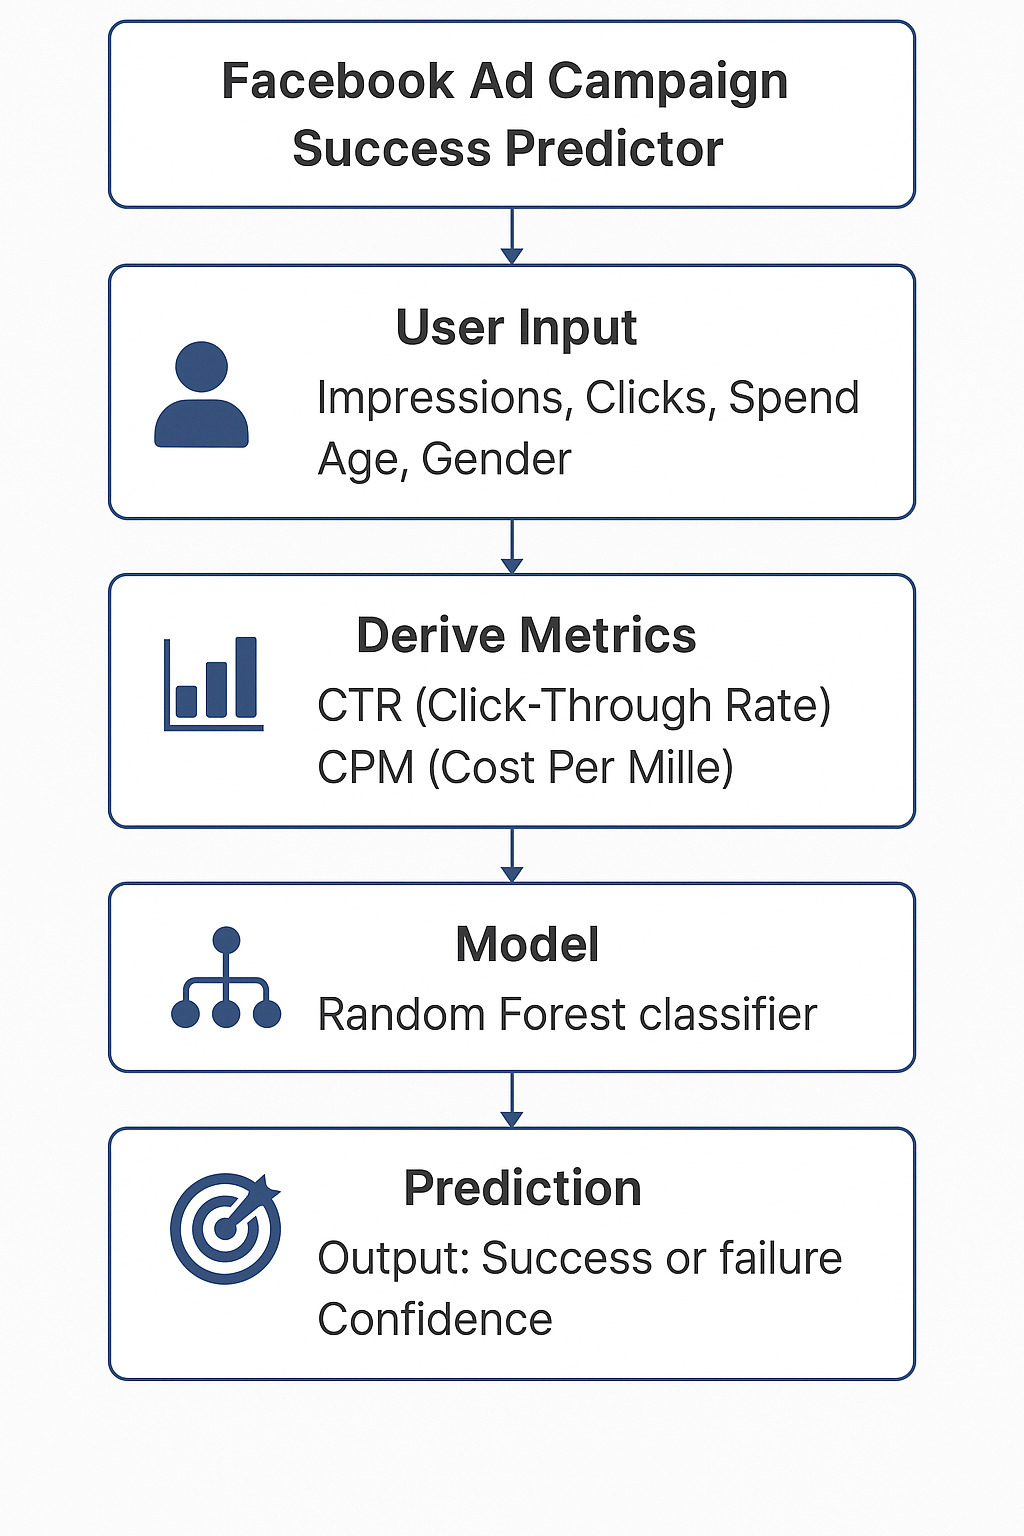 Facebook Ad Campaign
Success Predictor
User Input
Impressions, Clicks, Spend
Age, Gender
Derive Metrics
CTR (Click-Through Rate)
CPM (Cost Per Mille)
Model
Random Forest classifier
Prediction
Output: Success or failure
Confidence